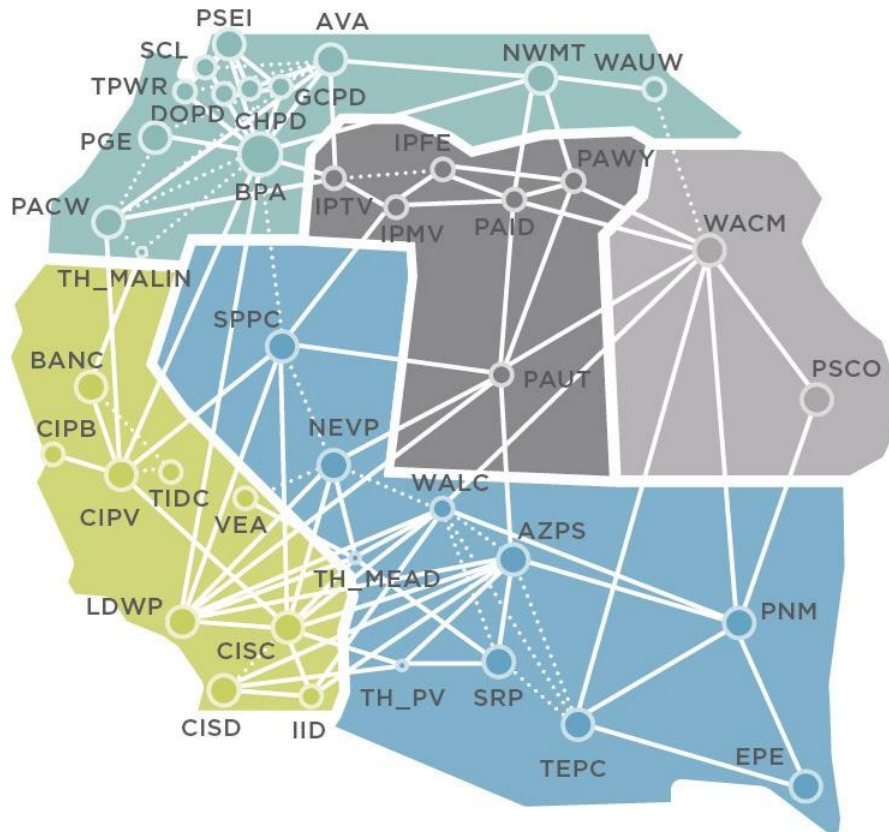 PSEI
AVA
SCL
NWMT
WAUW
TPWR
GCPD
DOPD
CHPD
PGE
IPFE
PAWY
BPA
IPTV
PACW
IPMV
PAID
WACM
TH_MALIN
SPPC
BANC
PAUT
PSCO
CIPB
NEVP
WALC
TIDC
CIPV
VEA
AZPS
TH_MEAD
LDWP
PNM
CISC
TH_PV
SRP
CISD
IID
TEPC
EPE